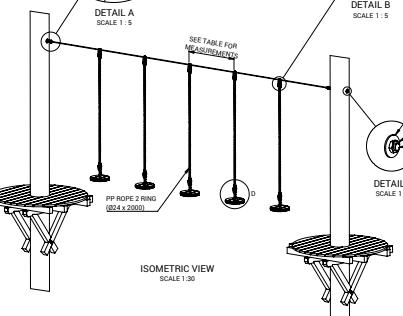 DETAIL A
SCALE 1 : 5
DETAIL B
SCALE 1 : 5
SEE TABLE FOR
MEASUREMENTS
DETAIL
SCALE 1
D
PP ROPE 2 RING
(Ø24 x 2000)
ISOMETRIC VIEW
SCALE 1:30